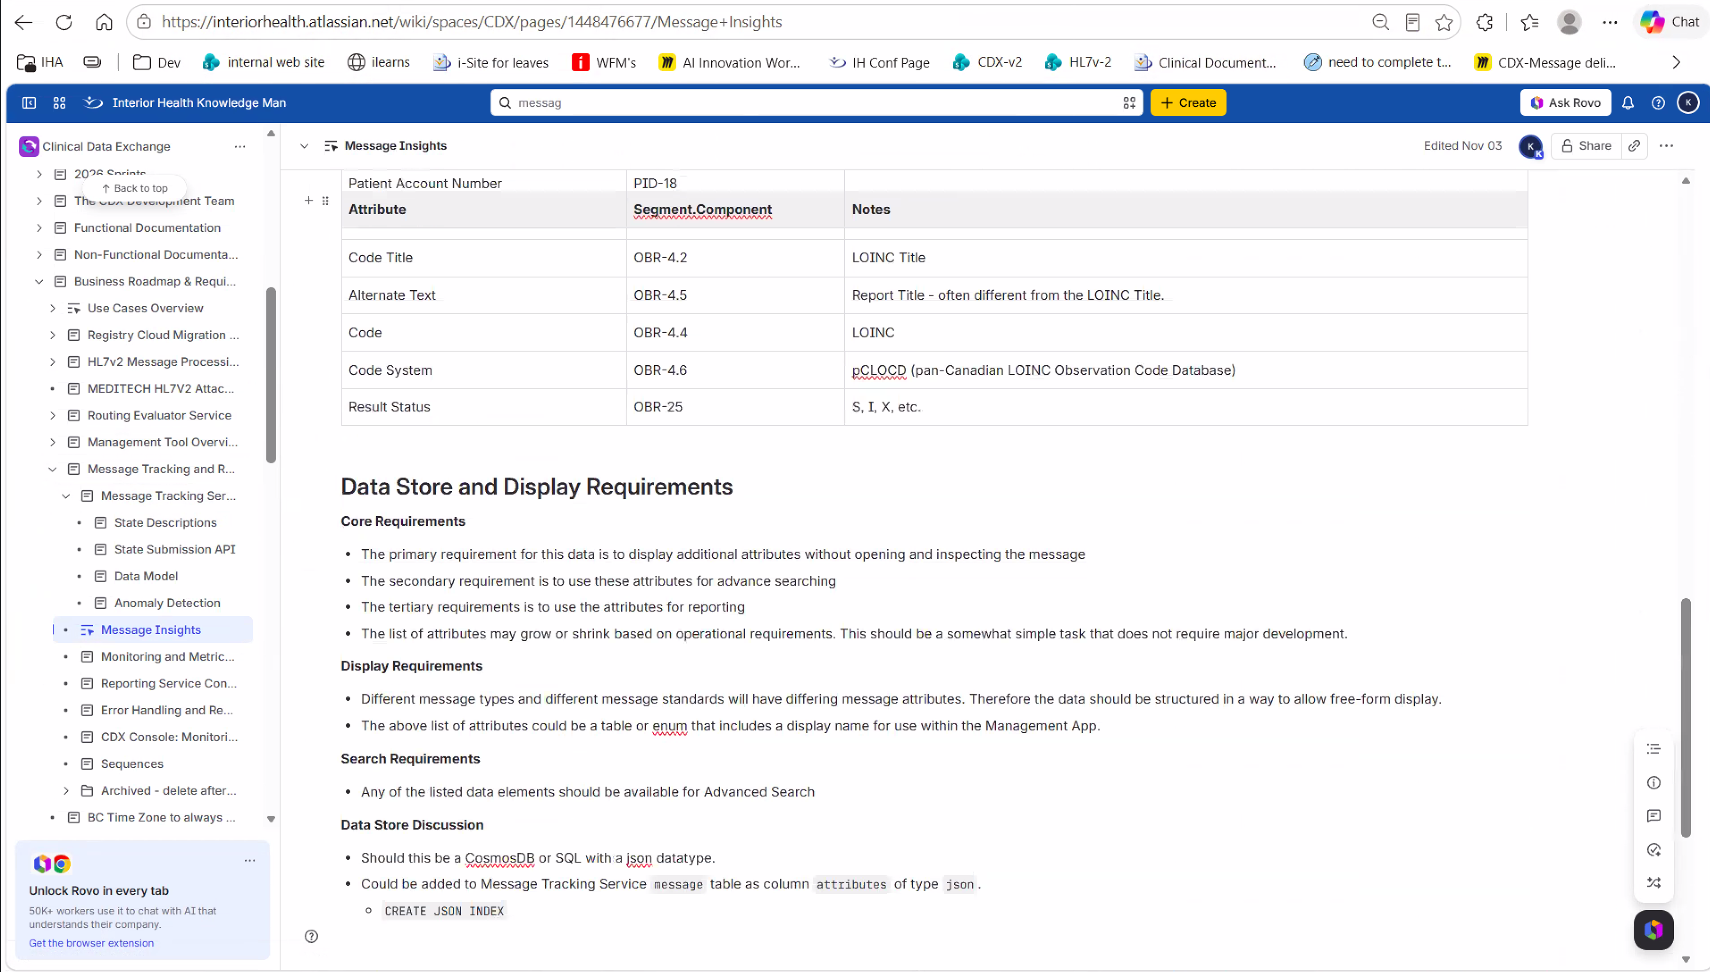 https://interiorhealth.atlassian.net/wiki/spaces/CDX/pages/1448476677/Message+Insights
Chat
IHA
Dev
internal web site
ilearns
i-Site for leaves
WFM's
AI Innovation Wor...
IH Conf Page
CDX-v2
HL7v-2
Clinical Document...
need to complete t...
CDX-Message deli...
Interior Health Knowledge Man
messag
Create
Ask Rovo
K
Clinical Data Exchange
2026 Sprints
Back to top
The CDX Development Team
Functional Documentation
Non-Functional Documenta...
Business Roadmap & Requi...
Use Cases Overview
Registry Cloud Migration ...
HL7v2 Message Processi...
MEDITECH HL7V2 Attac...
Routing Evaluator Service
Management Tool Overvi...
Message Tracking and R...
Message Tracking Ser...
State Descriptions
State Submission API
Data Model
Anomaly Detection
Message Insights
Monitoring and Metric...
Reporting Service Con...
Error Handling and Re...
CDX Console: Monitori...
Sequences
Archived - delete after...
BC Time Zone to always ...
Unlock Rovo in every tab
50K+ workers use it to chat with AI that
understands their company.
Get the browser extension
Message Insights
Edited Nov 03
K
K
Share
Patient Account Number PID-18
Attribute Segment.Component Notes
Code Title OBR-4.2 LOINC Title
Alternate Text OBR-4.5 Report Title - often different from the LOINC Title.
Code OBR-4.4 LOINC
Code System OBR-4.6 pCLOCD (pan-Canadian LOINC Observation Code Database)
Result Status OBR-25 S, I, X, etc.
Data Store and Display Requirements
Core Requirements
• The primary requirement for this data is to display additional attributes without opening and inspecting the message
• The secondary requirement is to use these attributes for advance searching
• The tertiary requirements is to use the attributes for reporting
• The list of attributes may grow or shrink based on operational requirements. This should be a somewhat simple task that does not require major development.
Display Requirements
• Different message types and different message standards will have differing message attributes. Therefore the data should be structured in a way to allow free-form display.
• The above list of attributes could be a table or enum that includes a display name for use within the Management App.
Search Requirements
• Any of the listed data elements should be available for Advanced Search
Data Store Discussion
• Should this be a CosmosDB or SQL with a json datatype.
• Could be added to Message Tracking Service message table as column attributes of type json .
CREATE JSON INDEX